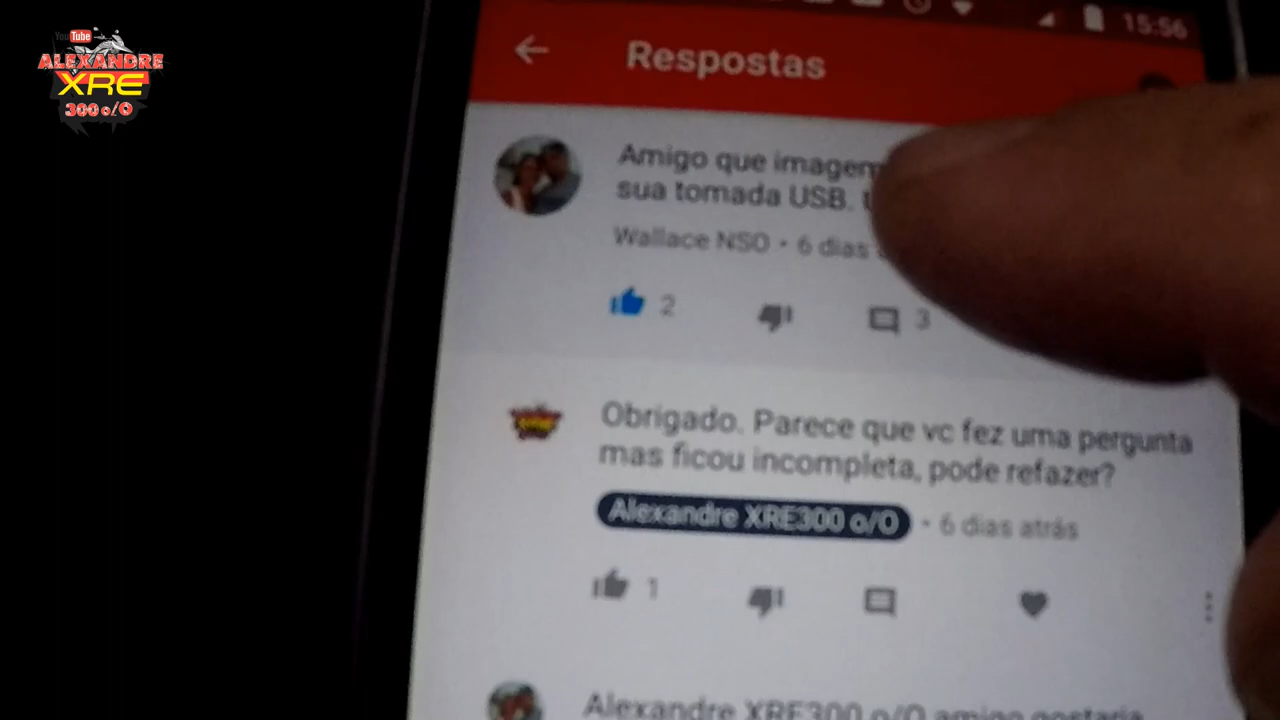 YouTube
ALEXANDRE
XRE
300 o/O
15:56
Respostas
Amigo que imagem
sua tomada USB.
Wallace NSO • 6 dias
2
3
Obrigado. Parece que vc fez uma pergunta
mas ficou incompleta, pode refazer?
Alexandre XRE300 o/O • 6 dias atrás
1
Alexandre XRE300 o/O amigo gostaria